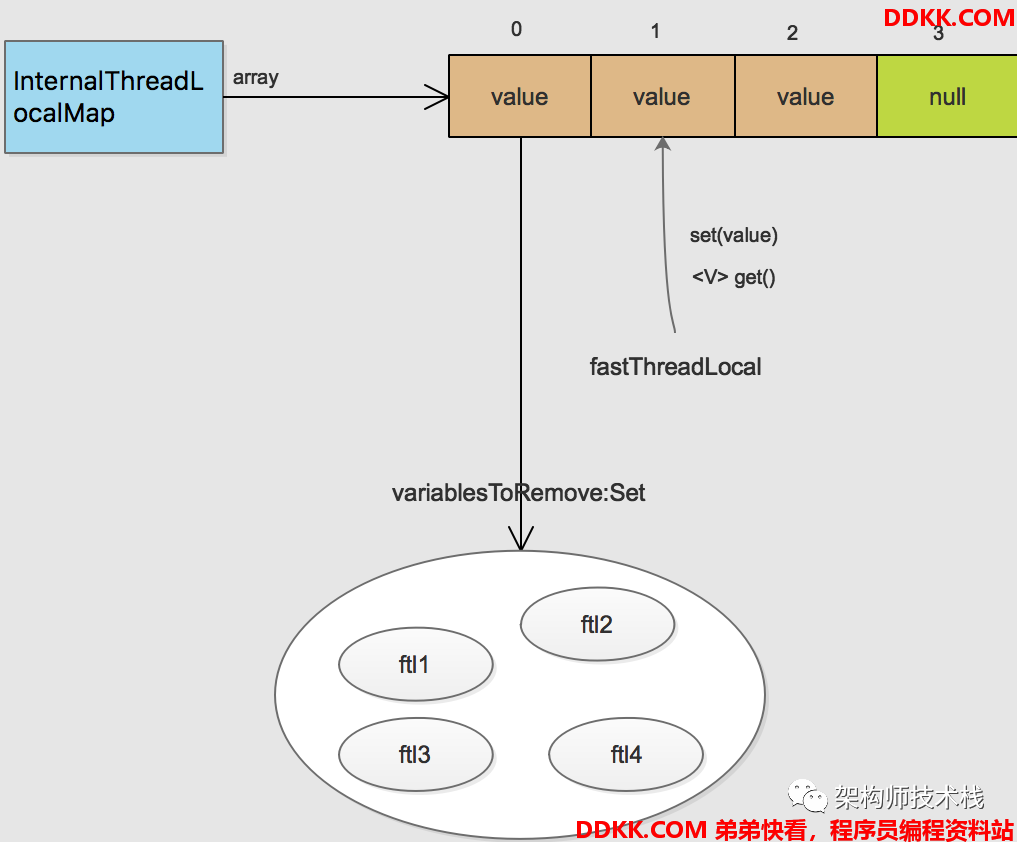 DDKK.COM
0 1 2 3
InternalThreadL
ocalMap
array
value value value null
set(value)
<V> get()
fastThreadLocal
variablesToRemove:Set
ftl2
ftl1
ftl3 ftl4
架构师技术栈
DDKK.COM 弟弟快看，程序员编程资料站